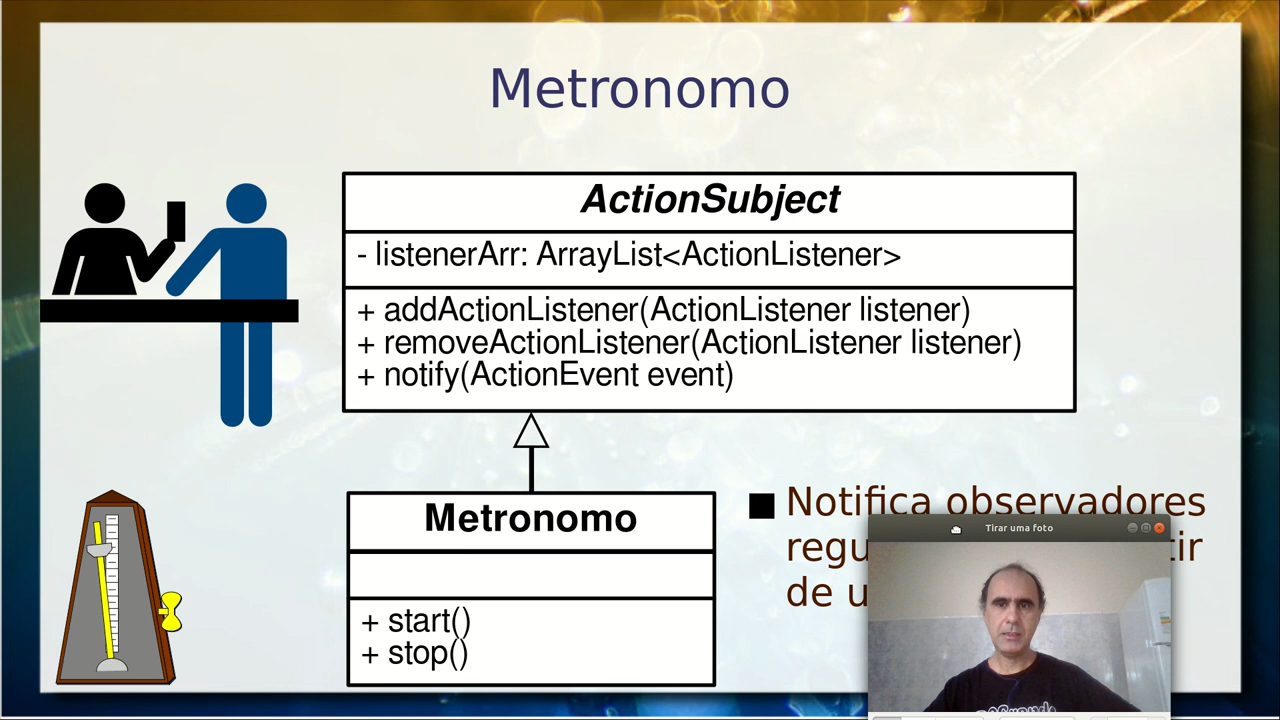 Metronomo
ActionSubject
- listenerArr: ArrayList<ActionListener>
+ addActionListener(ActionListener listener)
+ removeActionListener(ActionListener listener)
+ notify(ActionEvent event)
Metronomo
+ start()
+ stop()
Notifica observadores
de
Tirar uma foto